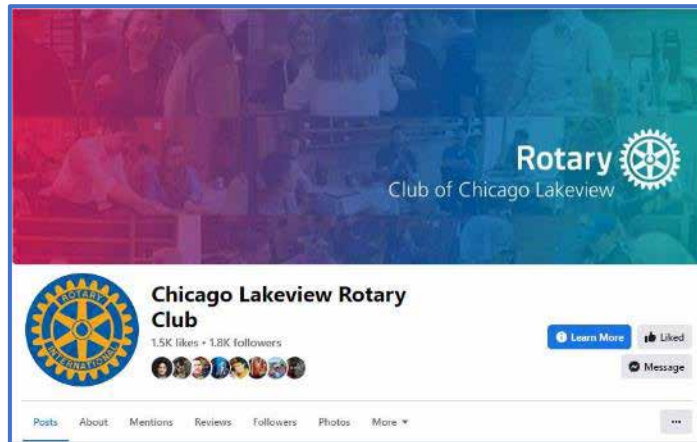 Rotary
Club of Chicago Lakeview
ROTARY
INTERNATIONAL
Chicago Lakeview Rotary
Club
1.5K likes • 1.8K followers
Learn More
Liked
Message
Posts About Mentions Reviews Followers Photos More